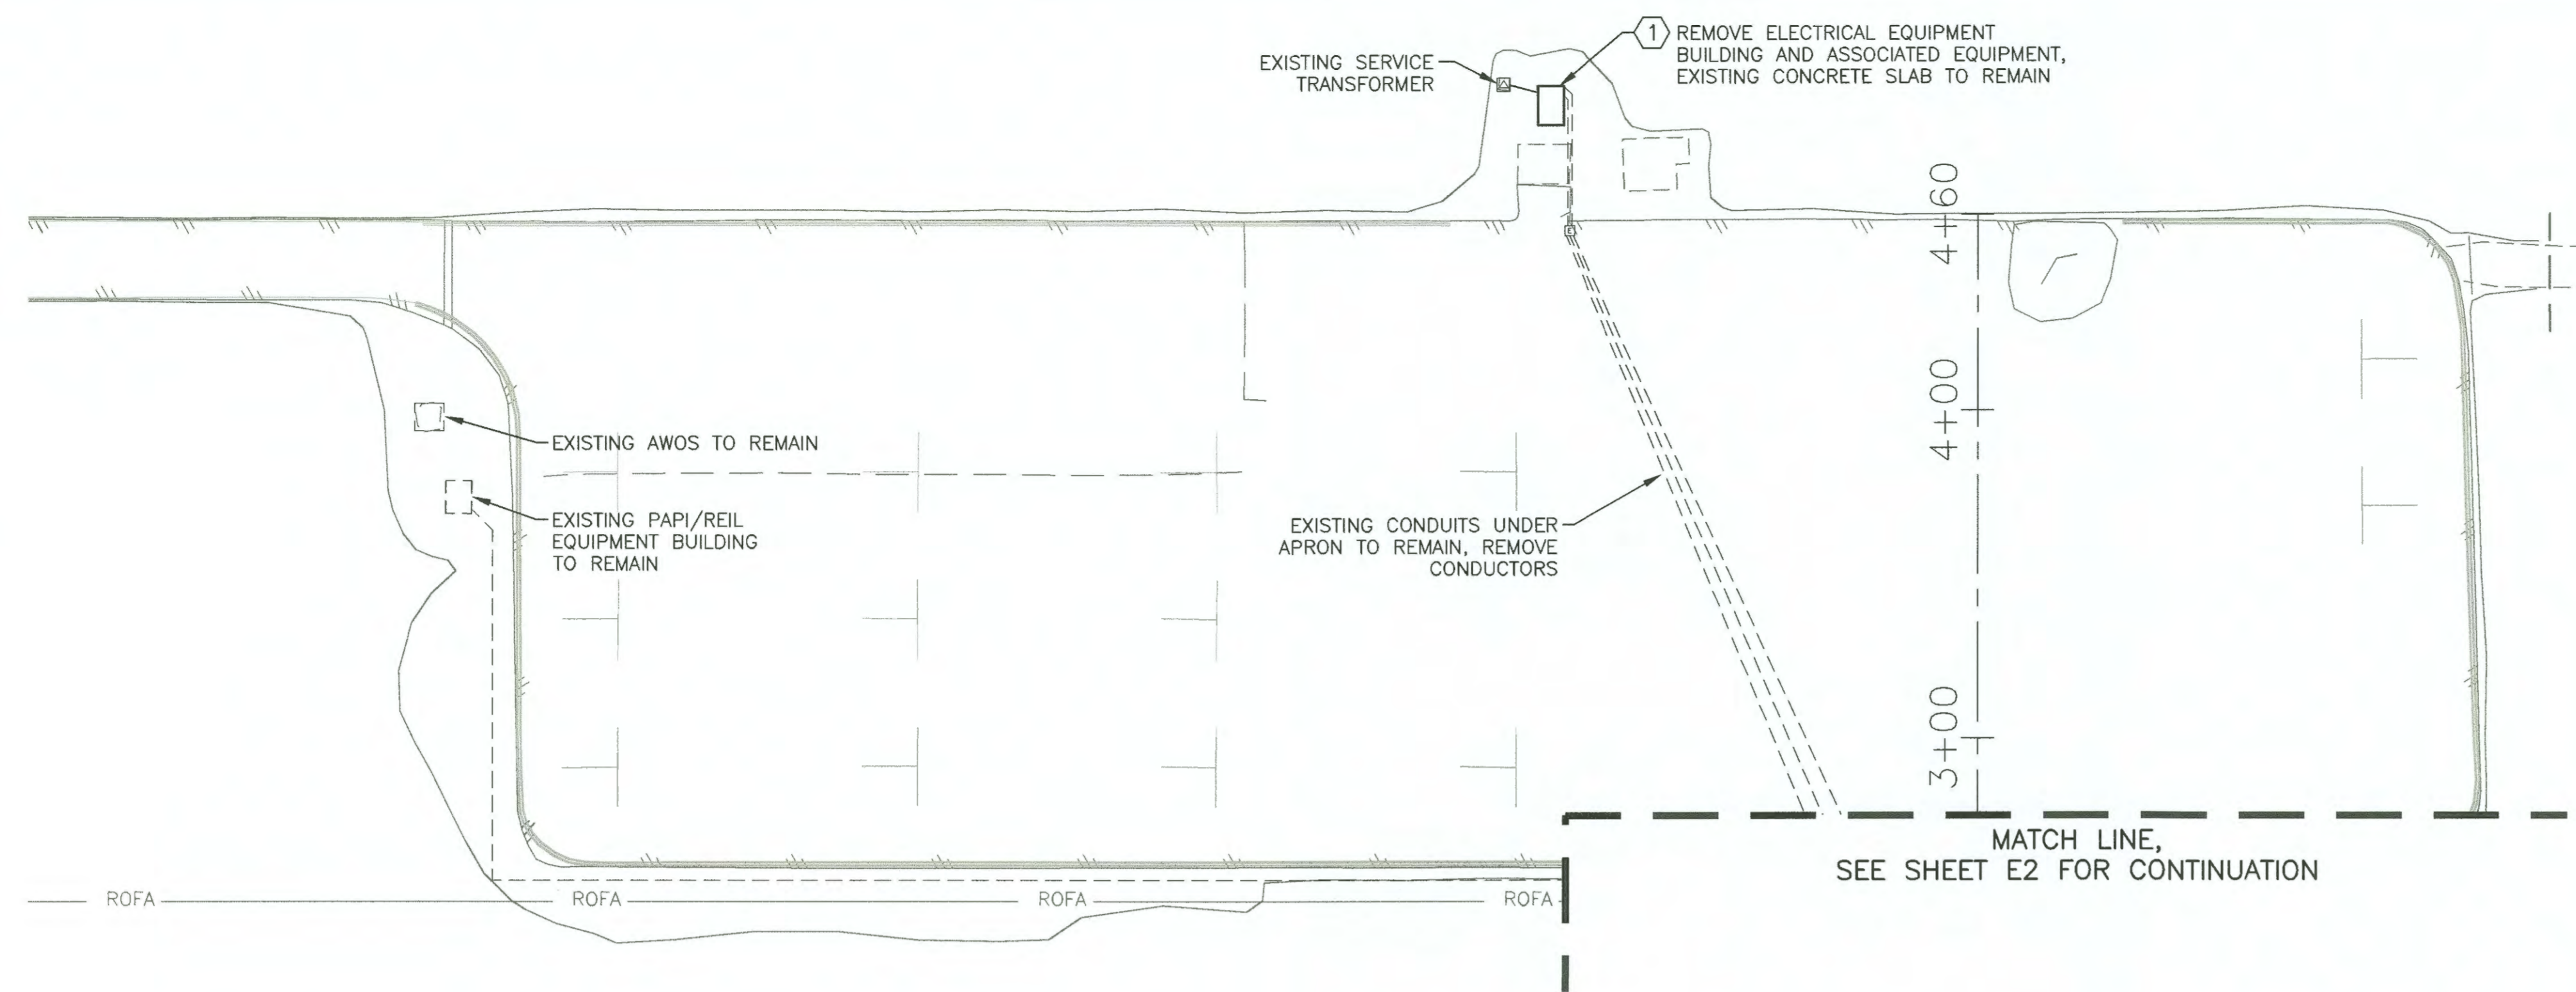 1
REMOVE ELECTRICAL EQUIPMENT
BUILDING AND ASSOCIATED EQUIPMENT,
EXISTING CONCRETE SLAB TO REMAIN
EXISTING SERVICE
TRANSFORMER
4+60
4+00
3+00
EXISTING AWOS TO REMAIN
EXISTING PAPI/REIL
EQUIPMENT BUILDING
TO REMAIN
EXISTING CONDUITS UNDER
APRON TO REMAIN, REMOVE
CONDUCTORS
MATCH LINE,
SEE SHEET E2 FOR CONTINUATION
ROFA ROFA ROFA ROFA